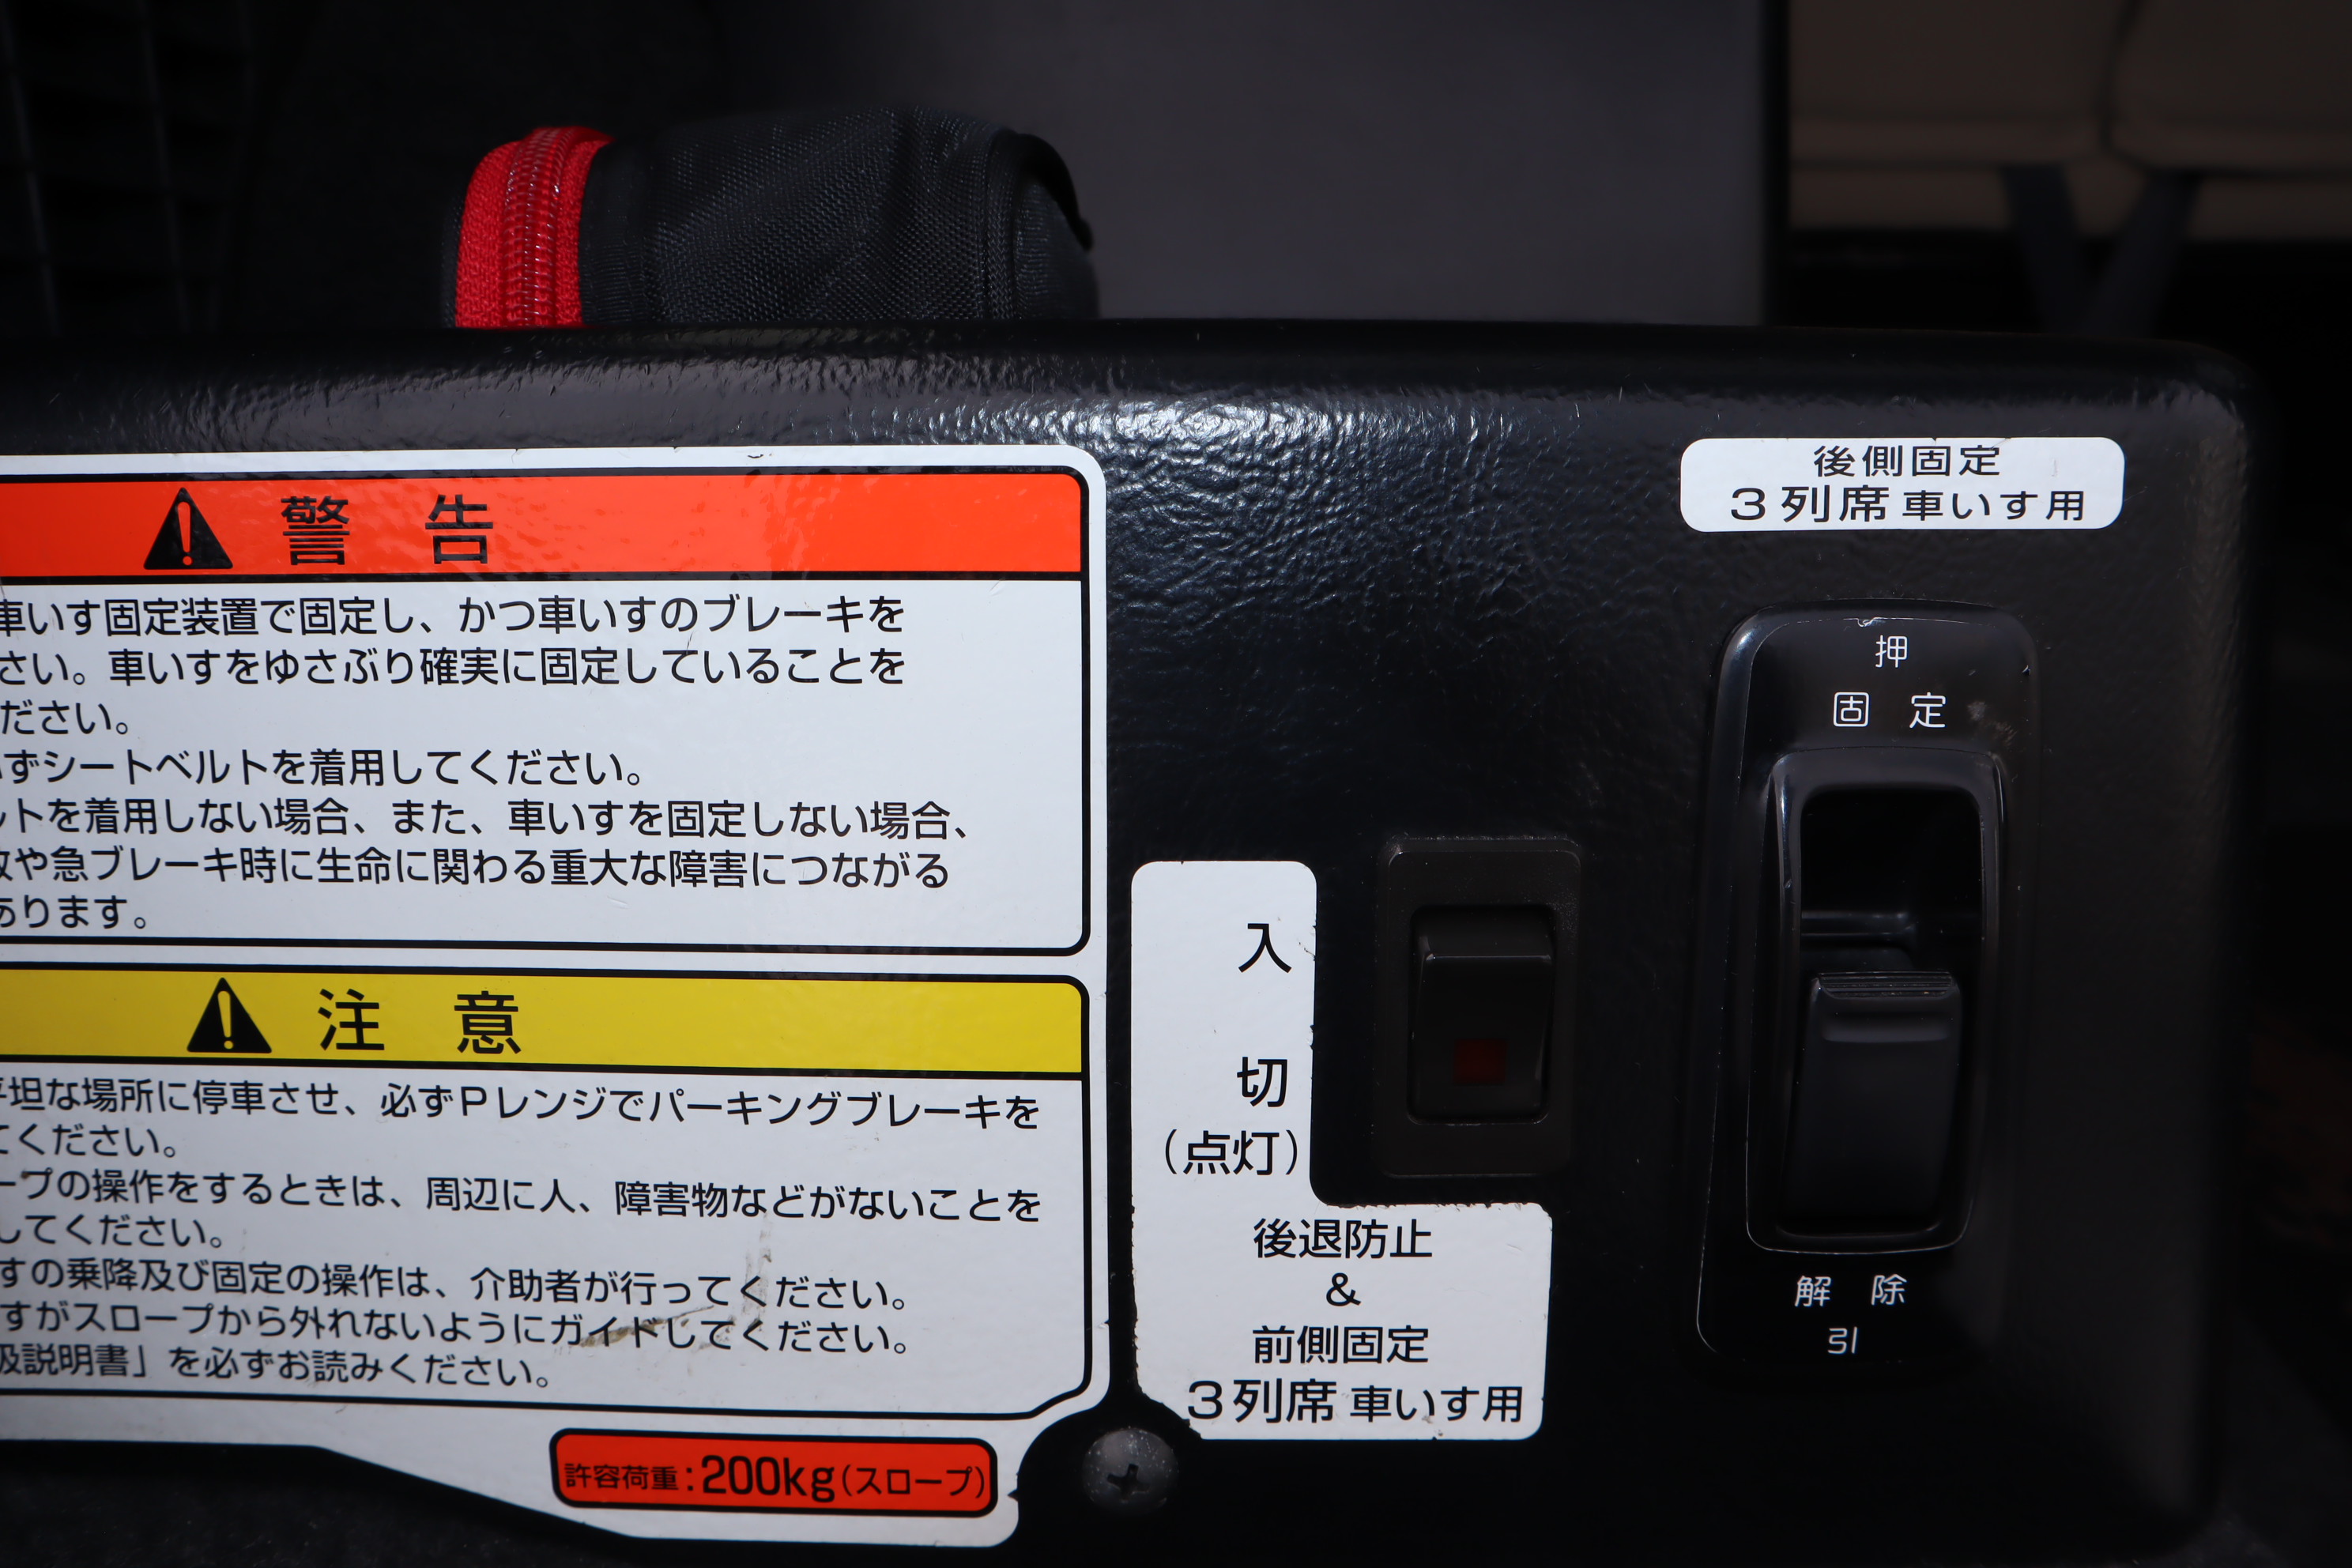 警告
車いす固定装置で固定し、かつ車いすのブレーキを
さい。車いすをゆさぶり確実に固定していることを
ださい。
ずシートベルトを着用してください。
ルトを着用しない場合、また、車いすを固定しない場合、
や急ブレーキ時に生命に関わる重大な障害につながる
あります。
注意
平坦な場所に停車させ、必ずPレンジでパーキングブレーキを
てください。
ープの操作をするときは、周辺に人、障害物などがないことを
してください。
すの乗降及び固定の操作は、介助者が行ってください。
すがスロープから外れないようにガイドしてください。
扱説明書」を必ずお読みください。
許容荷重:200kg(スロープ)
入
切
(点灯)
後退防止
&
前側固定
3列席 車いす用
後側固定
3列席 車いす用
押
固定
解除
引